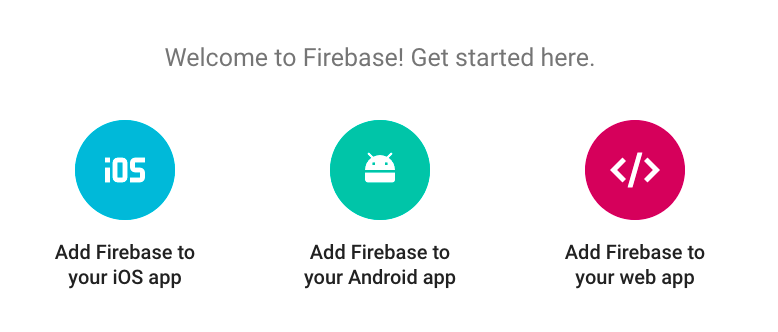 Welcome to Firebase! Get started here.
iOS
</>
Add Firebase to
your iOS app
Add Firebase to
your Android app
Add Firebase to
your web app